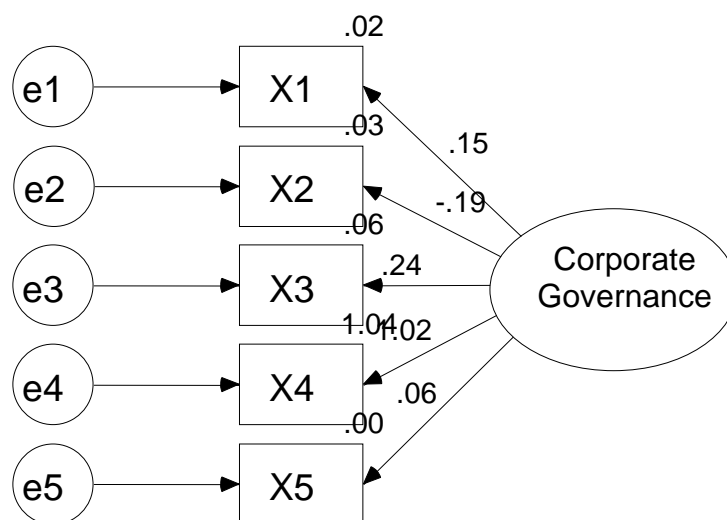 .02
e1 X1
.15
.03
e2 X2
-.19
.06
e3 X3
.24
Corporate
Governance
1.04
1.02
e4 X4
.06
.00
e5 X5